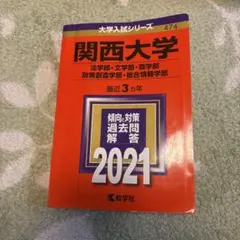 大学入試シリーズ
474
関西大学
法学部・文学部・商学部
政策創造学部・総合情報学部
最近3カ年
傾向と対策
過去問
解答
2021
教学社